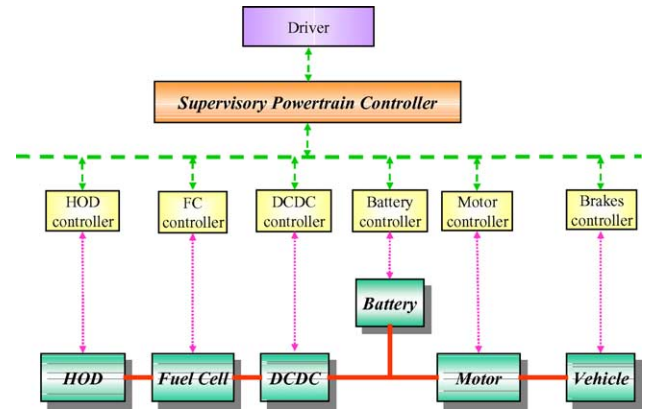 Driver
Supervisory Powertrain Controller
HOD
controller
FC
controller
DCDC
controller
Battery
controller
Motor
controller
Brakes
controller
Battery
HOD
Fuel Cell
DCDC
Motor
Vehicle